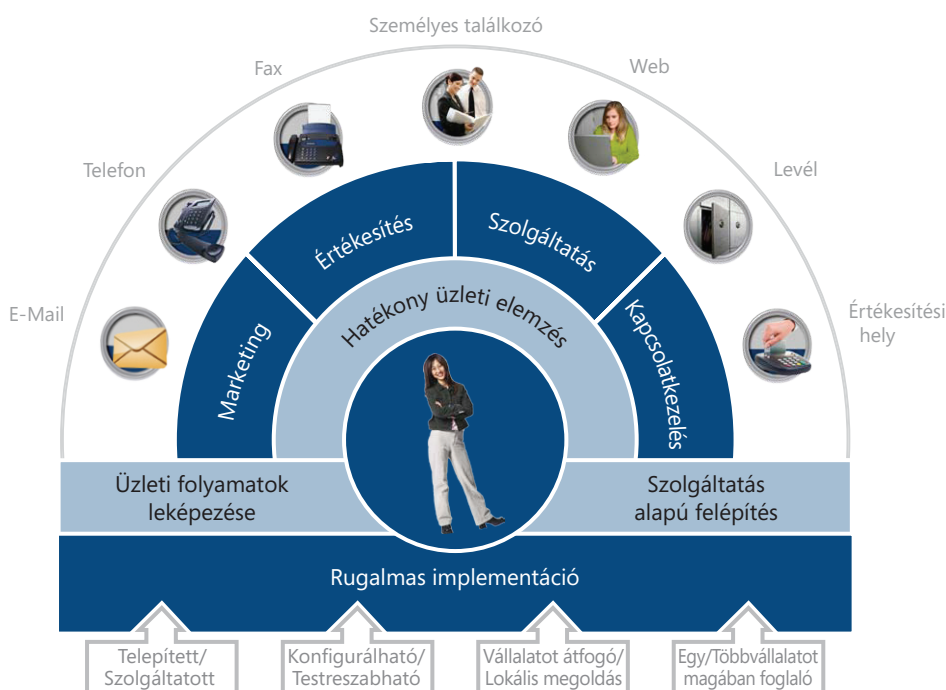 Személyes találkozó
Fax
Web
Telefon
Levél
E-Mail
Értékesítési
hely
Marketing
Értékesítés
Szolgáltatás
Kapcsolatkezelés
Hatékony üzleti elemzés
Üzleti folyamatok
leképezése
Szolgáltatás
alapú felépítés
Rugalmas implementáció
Telepített/
Szolgáltatott
Konfigurálható/
Testreszabható
Vállalatot átfogó/
Lokális megoldás
Egy/Többvállalatot
magában foglaló